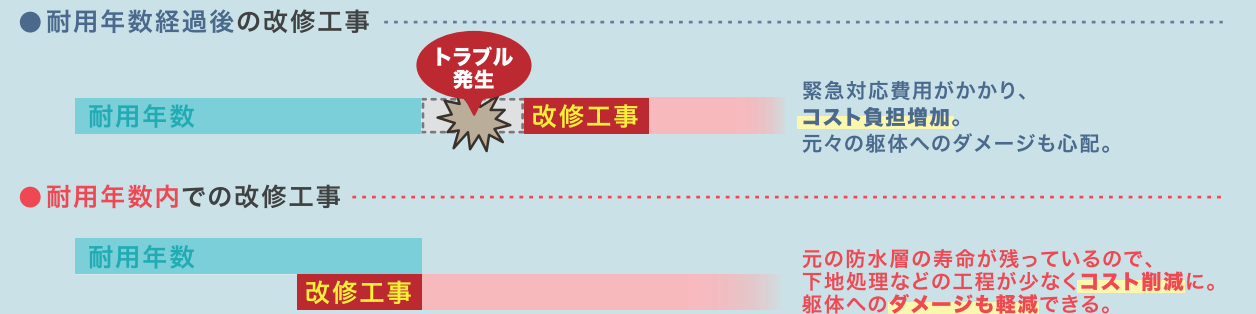 ●耐用年数経過後の改修工事
トラブル
発生
耐用年数
改修工事
緊急対応費用がかかり、
コスト負担増加。
元々の躯体へのダメージも心配。
●耐用年数内での改修工事
耐用年数
改修工事
元の防水層の寿命が残っているので、
下地処理などの工程が少なくコスト削減に。
躯体へのダメージも軽減できる。